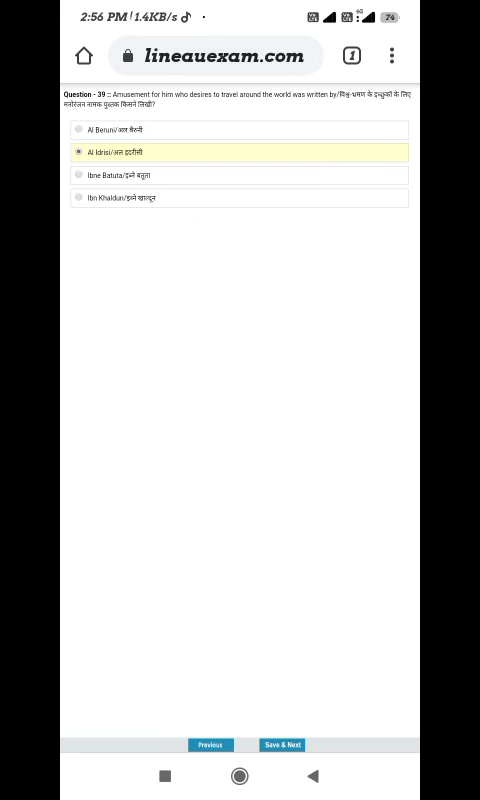 2:56 PM | 1.4KB/s
4G
74
lineauexam.com
1
Question - 39 :: Amusement for him who desires to travel around the world was written by/विश्व-भ्रमण के इच्छुकों के लिए
मनोरंजन नामक पुस्तक किसने लिखी?
Al Beruni/अल बैरुनी
Al Idrisi/अल इदरीसी
Ibne Batuta/इब्ने बतूता
Ibn Khaldun/इब्ने खाल्दून
Previous
Save & Next